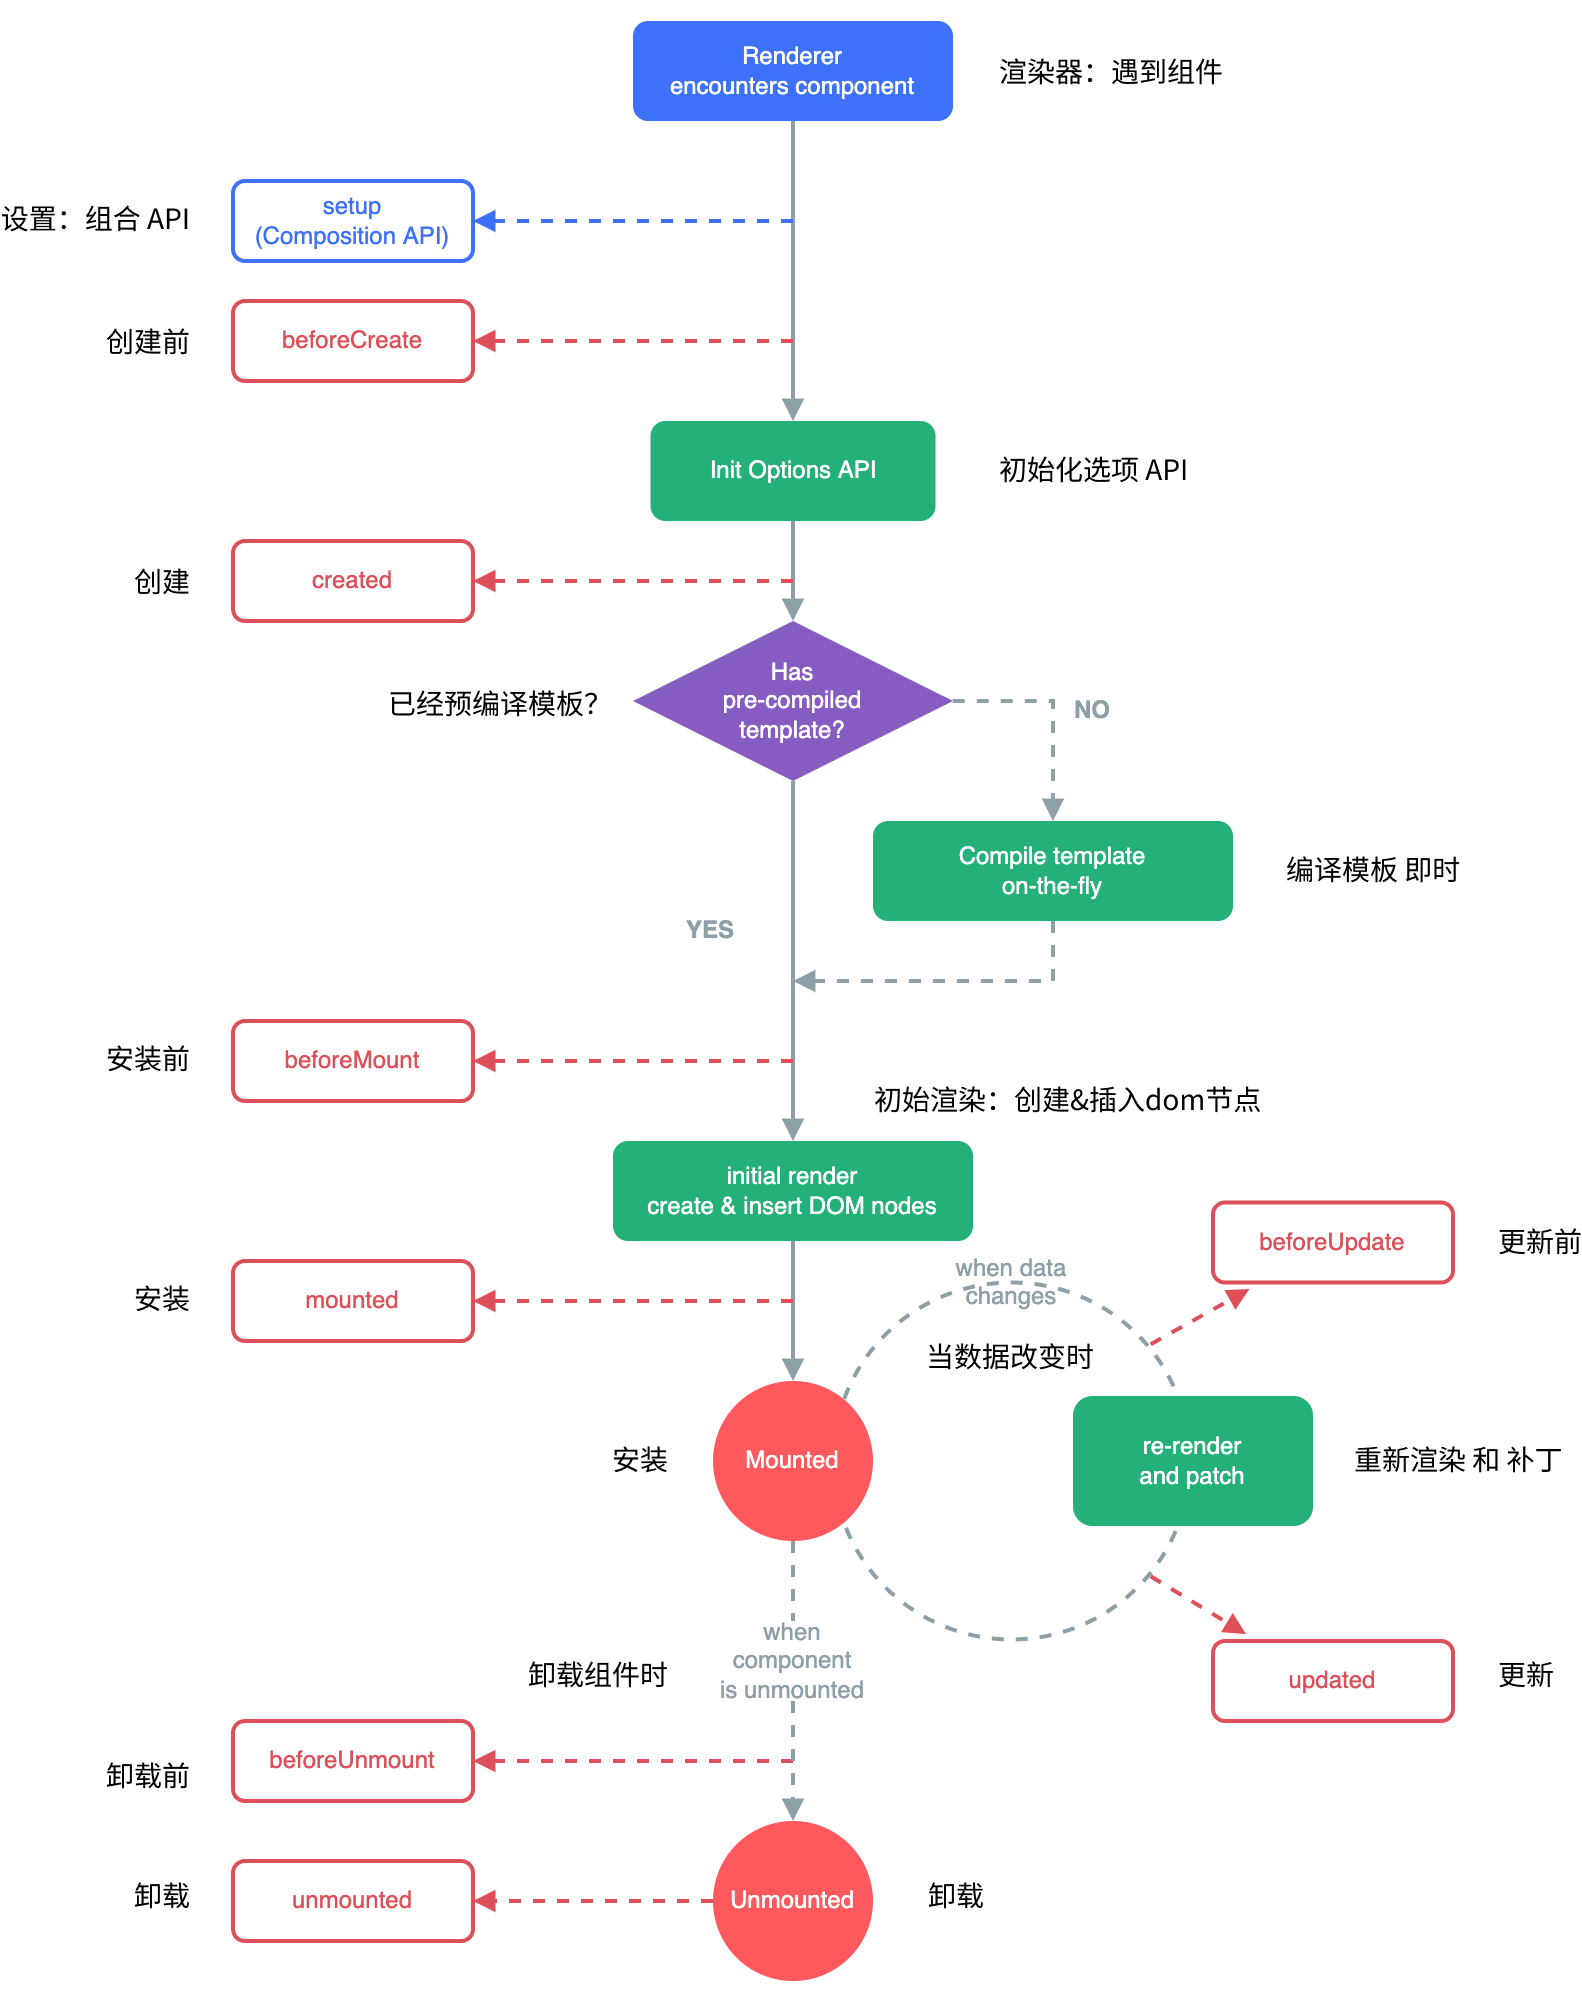 Renderer
encounters component
渲染器：遇到组件
设置：组合 API
setup
(Composition API)
创建前
beforeCreate
Init Options API
初始化选项 API
创建
created
已经预编译模板？
Has
pre-compiled
template?
NO
Compile template
on-the-fly
编译模板 即时
YES
安装前
beforeMount
初始渲染：创建&插入dom节点
initial render
create & insert DOM nodes
beforeUpdate
更新前
安装
mounted
when data
changes
当数据改变时
安装
Mounted
re-render
and patch
重新渲染 和 补丁
卸载组件时
when
component
is unmounted
updated
更新
卸载前
beforeUnmount
卸载
unmounted
Unmounted
卸载